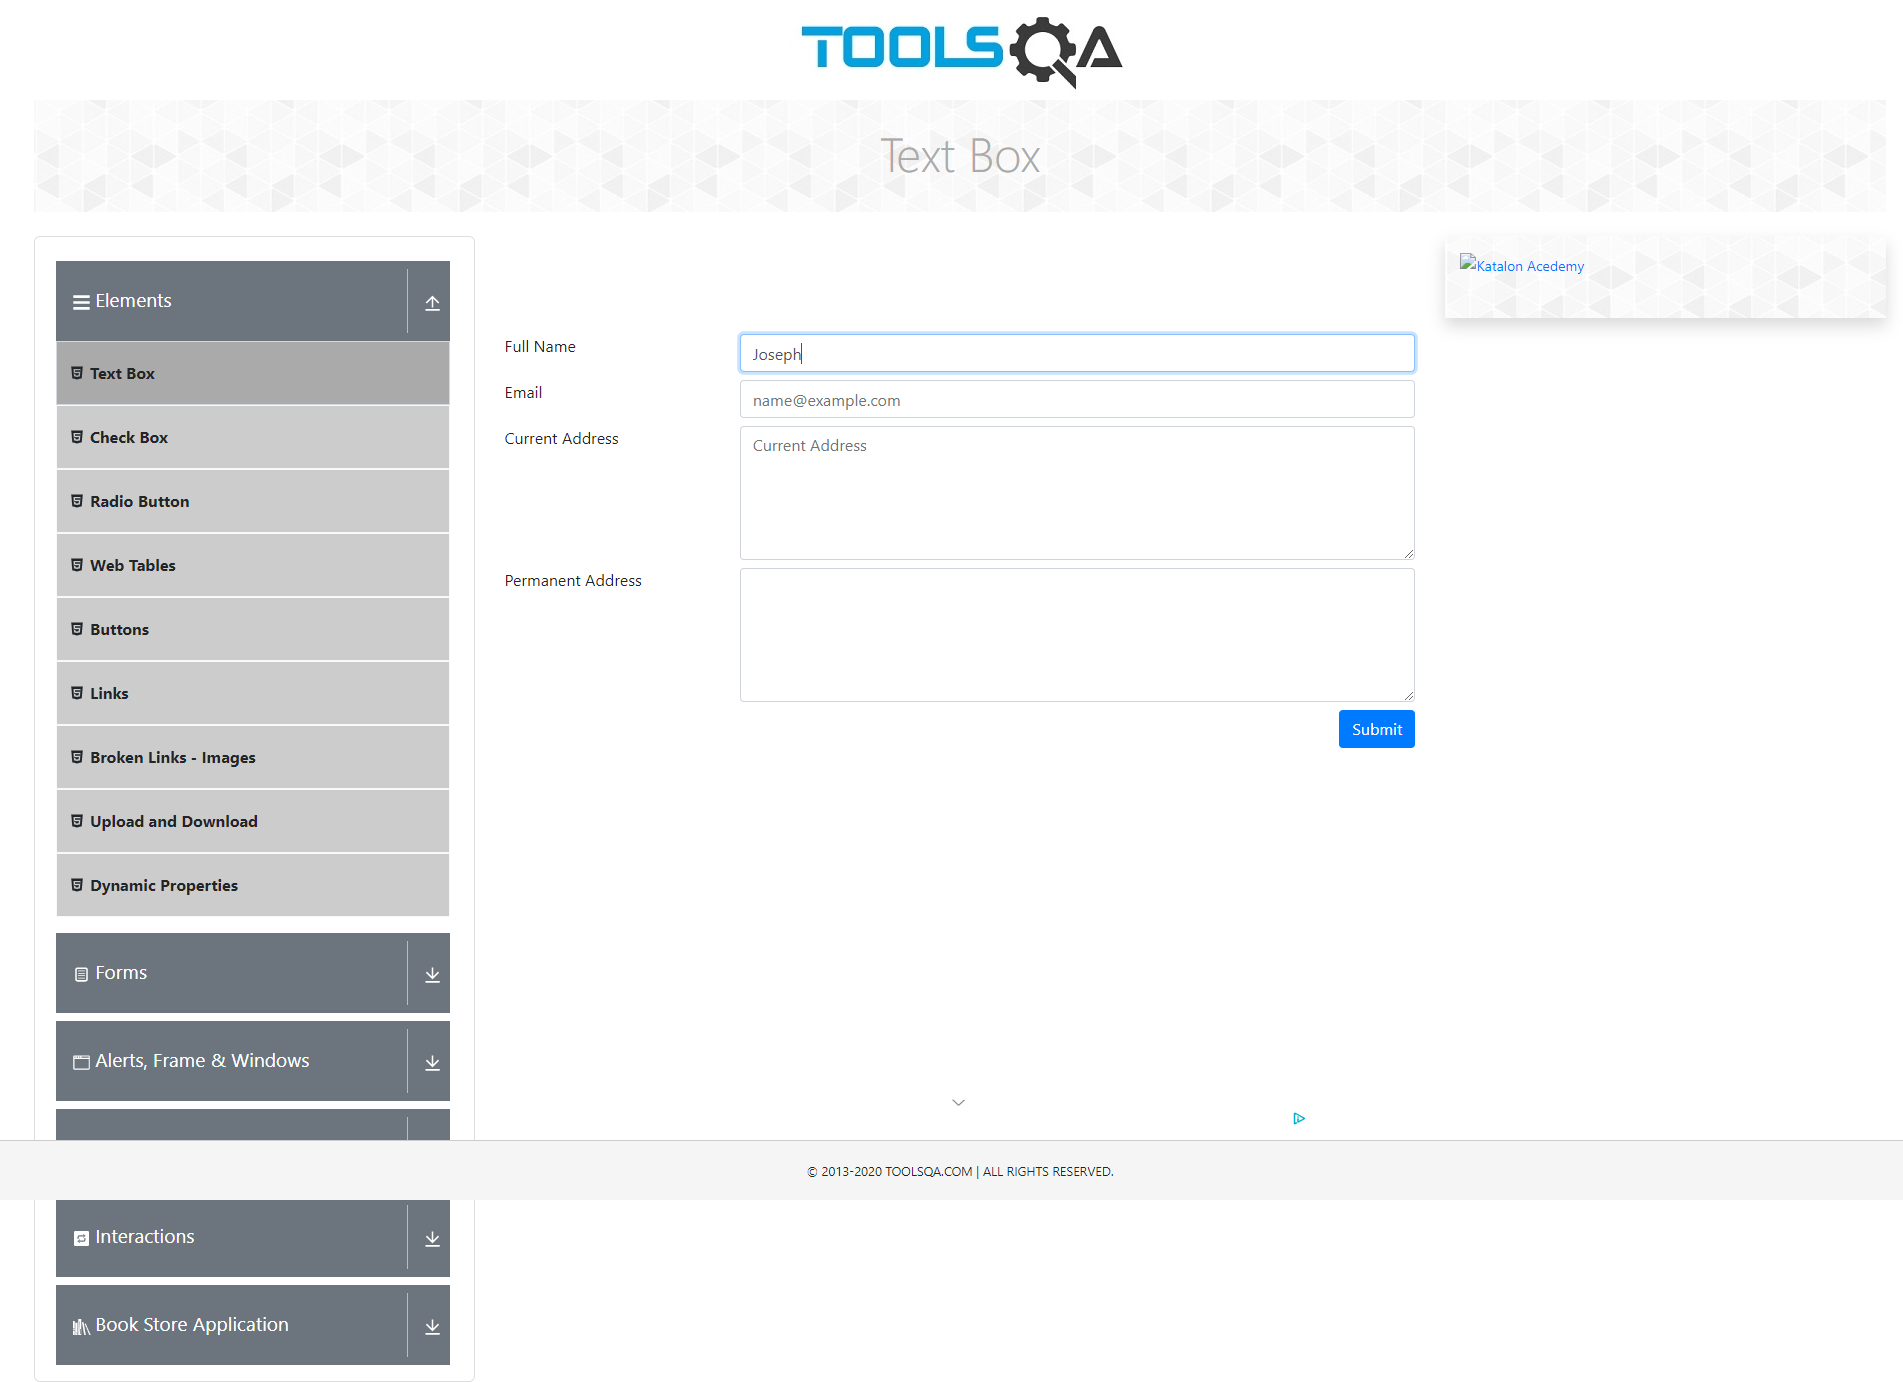 TOOLSQA
Text Box
Elements
Text Box
Check Box
Radio Button
Web Tables
Buttons
Links
Broken Links - Images
Upload and Download
Dynamic Properties
Forms
Alerts, Frame & Windows
Interactions
Book Store Application
Full Name
Joseph
Email
name@example.com
Current Address
Current Address
Permanent Address
Submit
Katalon Acedemy
© 2013-2020 TOOLSQA.COM | ALL RIGHTS RESERVED.